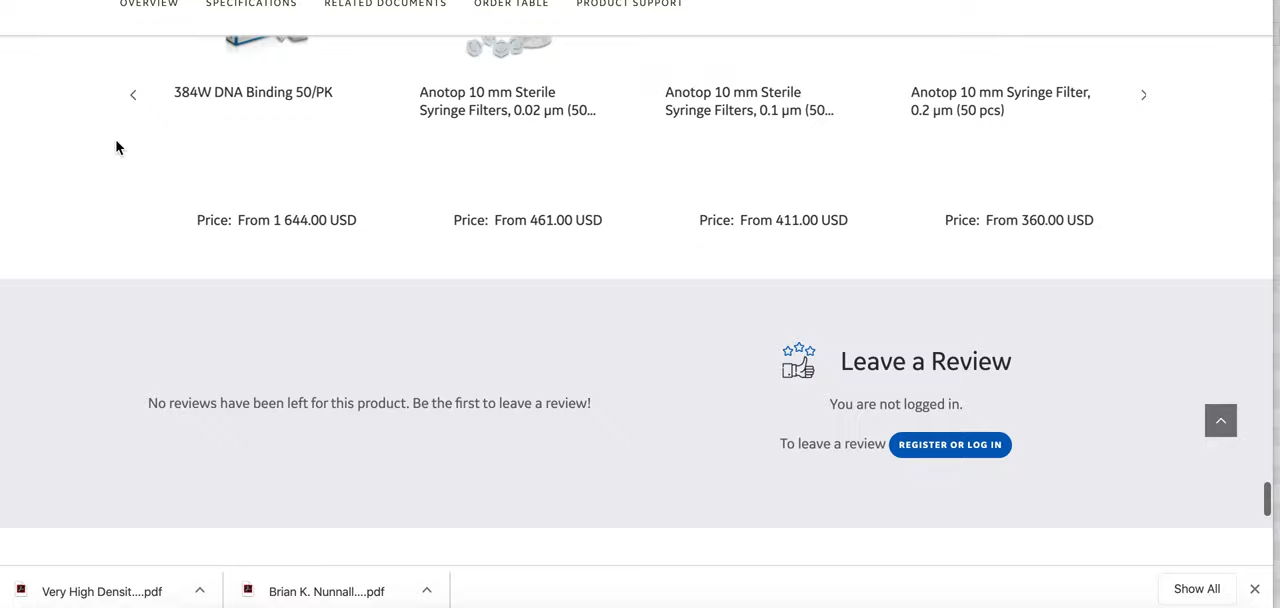 OVERVIEW SPECIFICATIONS RELATED DOCUMENTS ORDER TABLE PRODUCT SUPPORT
384W DNA Binding 50/PK
Anotop 10 mm Sterile
Syringe Filters, 0.02 μm (50...
Anotop 10 mm Sterile
Syringe Filters, 0.1 μm (50...
Anotop 10 mm Syringe Filter,
0.2 μm (50 pcs)
Price: From 1 644.00 USD
Price: From 461.00 USD
Price: From 411.00 USD
Price: From 360.00 USD
No reviews have been left for this product. Be the first to leave a review!
Leave a Review
You are not logged in.
To leave a review REGISTER OR LOG IN
Very High Densit....pdf
Brian K. Nunnall....pdf
Show All